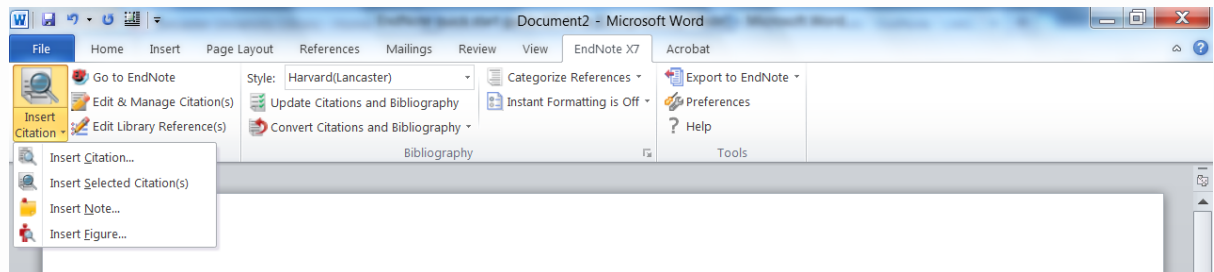 W Document2 - Microsoft Word
File Home Insert Page Layout References Mailings Review View EndNote X7 Acrobat
Go to EndNote Style: Harvard(Lancaster) Categorize References Export to EndNote
Edit & Manage Citation(s) Update Citations and Bibliography Instant Formatting is Off Preferences
Insert
Citation Edit Library Reference(s) Convert Citations and Bibliography ? Help
Bibliography Tools
Insert Citation...
Insert Selected Citation(s)
Insert Note...
Insert Figure...